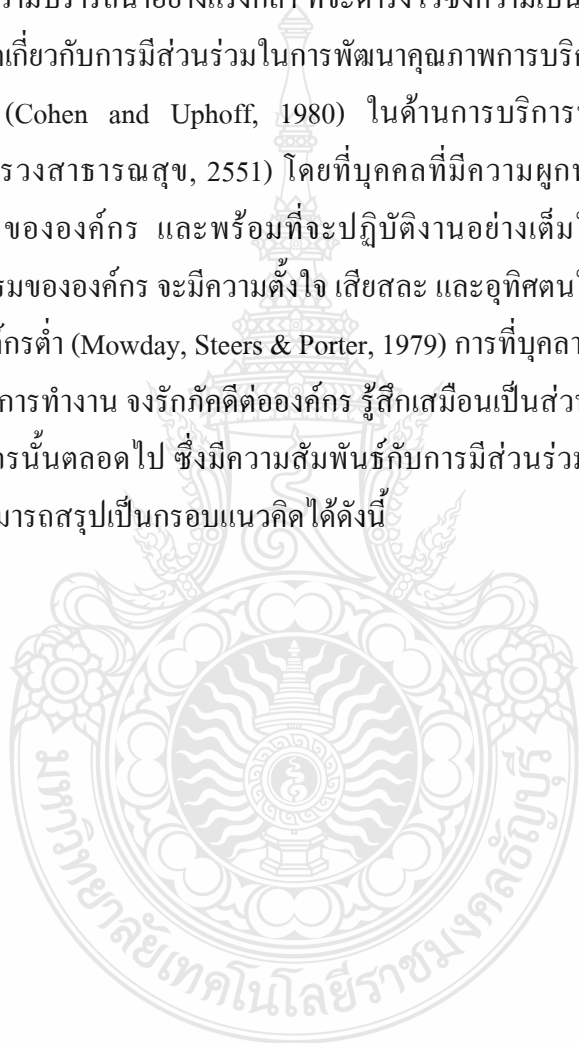 ความปรารถนาอย่างแรงกล้า ที่จะดำรงไว้ซึ่งความเป็น
เกี่ยวกับการมีส่วนร่วมในการพัฒนาคุณภาพการบริก
(Cohen and Uphoff, 1980) ในด้านการบริการ
รวงสาธารณสุข, 2551) โดยที่บุคคลที่มีความผูกพ
ขององค์กร และพร้อมที่จะปฏิบัติงานอย่างเต็มใ
รมขององค์กร จะมีความตั้งใจ เสียสละ และอุทิศตนใ
ค์กรต่ำ (Mowday, Steers & Porter, 1979) การที่บุคลา
การทำงาน จงรักภักดีต่อองค์กร รู้สึกเสมือนเป็นส่วน
กรนั้นตลอดไป ซึ่งมีความสัมพันธ์กับการมีส่วนร่วม
มารถสรุปเป็นกรอบแนวคิดได้ดังนี้
มหาวิทยาลัยเทคโนโลยีราชมงคลธัญบุรี